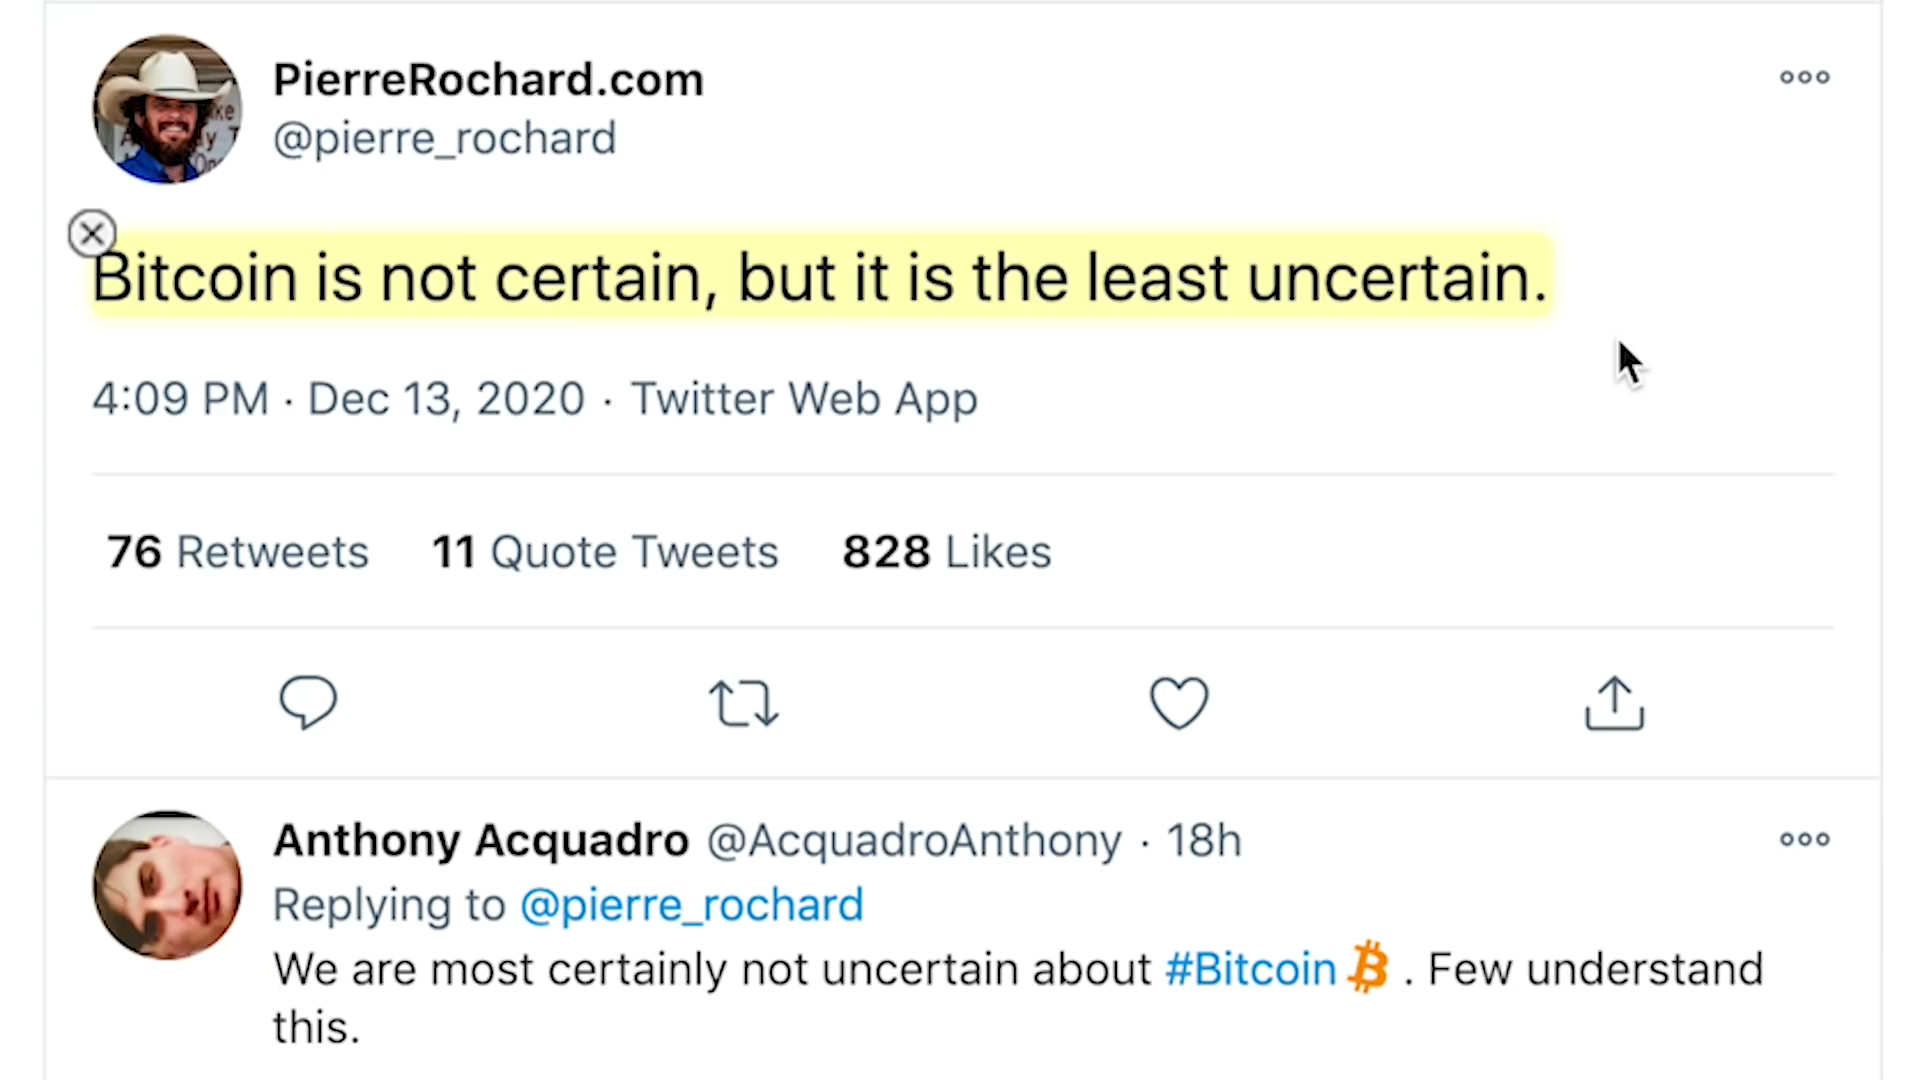 PierreRochard.com
@pierre_rochard
Bitcoin is not certain, but it is the least uncertain.
4:09 PM · Dec 13, 2020 · Twitter Web App
76 Retweets 11 Quote Tweets 828 Likes
Anthony Acquadro @AcquadroAnthony · 18h
Replying to @pierre_rochard
We are most certainly not uncertain about #Bitcoin₿ . Few understand
this.